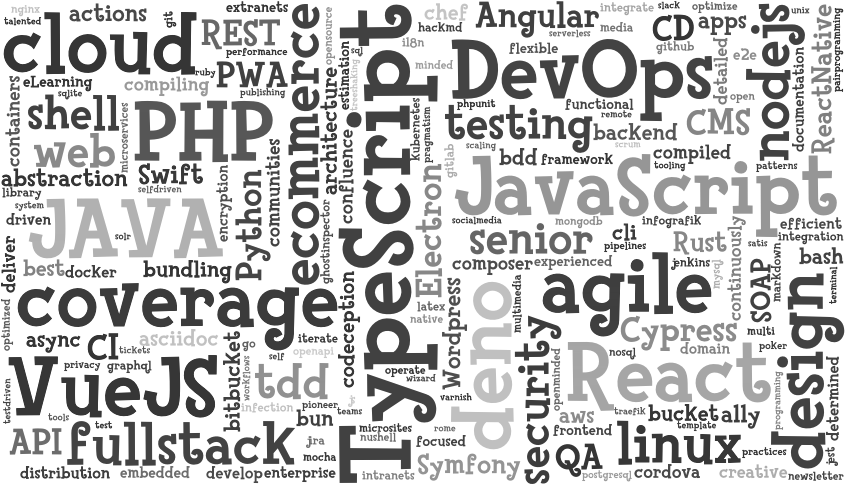 nginx
talented
actions
git
extranets
REST
performance
cloud
ruby
PWA
publishing
eLearning
sqlite
compiling
containers
shell
microservices
PHP
web
Swift
abstraction
selfdriven
library
system
driven
JAVA
solr
encryption
Python
communities
ecommerce
opensource
sql
estimation
treethinking
architecture
confluence
ghostinspector
deliver
best
docker
bundling
coverage
optimized
async
CI
tickets
asciidoc
privacy
graphql
VueJS
bitbucket
go
workflows
self
iterate
openapi
tdd
infection
pioneer
bun
teams
jr
testdriven
tools
test
API
fullstack
jira
mocha
distribution
embedded
develop
enterprise
TypeScript
codeception
chef
hackmd
i18n
minded
kubernetes
pragmatism
gitlab
Electron
latex
native
Wordpress
operate
wizard
varnish
microsites
nushell
rome
focused
intranets
Symfony
Angular
serverless
integrate
media
slack
optimize
CD
apps
github
unix
flexible
DevOps
detailed
e2e
open
nodejs
documentation
ReactNative
pairprogramming
phpunit
functional
remote
testing
backend
CMS
scaling
scrum
bdd
framework
compiled
tooling
patterns
JavaScript
socialmedia
mongodb
infografik
senior
cli
pipelines
Rust
continuously
satis
efficient
integration
composer
experienced
jenkins
mysql
SOAP
markdown
bash
terminal
deno
multimedia
agile
Cypress
domain
multi
poker
security
nosql
openminded
React
design
programming
determined
jest
aws
traefik
bucket
ally
template
frontend
QA
linux
practices
postgresql
cordova
creative
newsletter